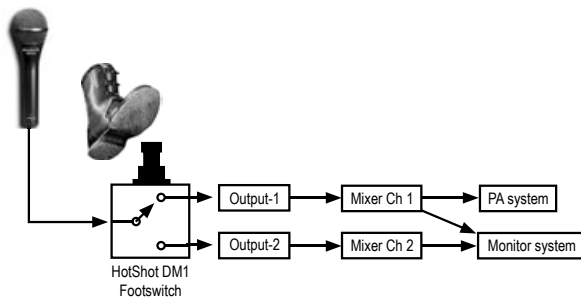 Output-1
Mixer Ch 1
PA system
Output-2
Mixer Ch 2
Monitor system
HotShot DM1
Footswitch